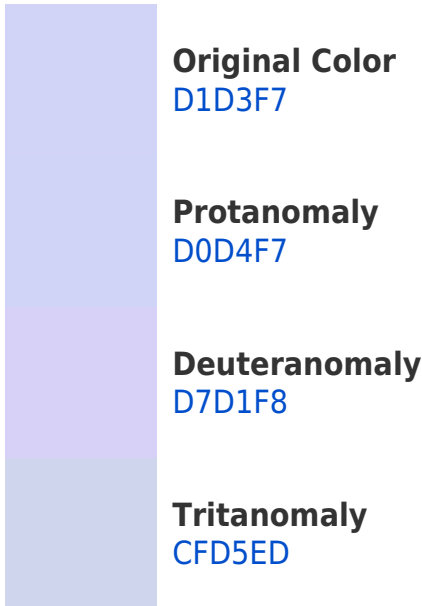 Original Color
D1D3F7
Protanomaly
D0D4F7
Deuteranomaly
D7D1F8
Tritanomaly
CFD5ED